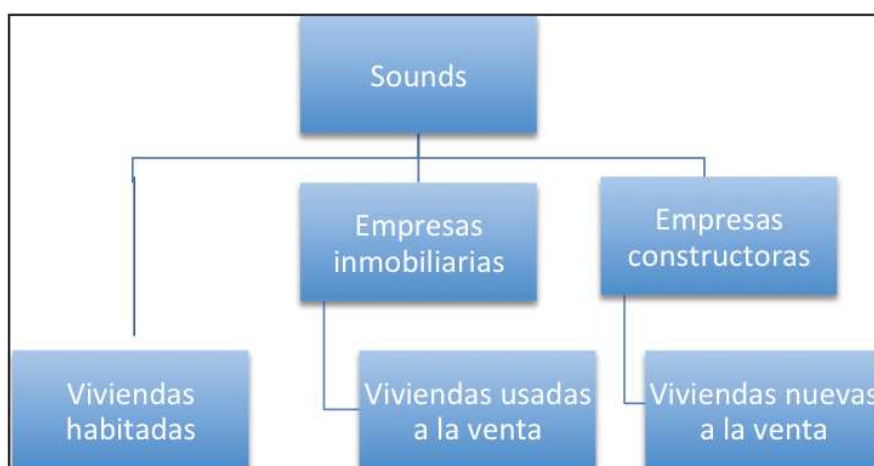 Sounds
Empresas
inmobiliarias
Empresas
constructoras
Viviendas
habitadas
Viviendas usadas
a la venta
Viviendas nuevas
a la venta